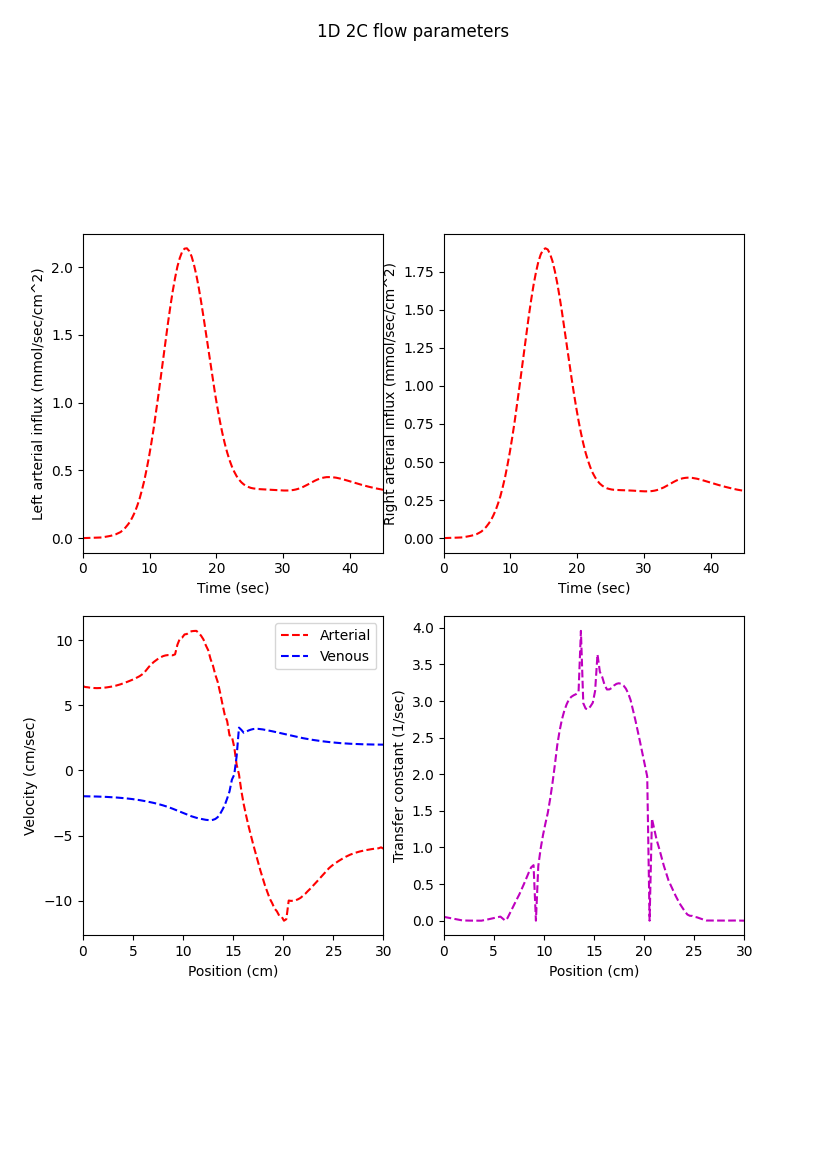 1D 2C flow parameters
Left arterial influx (mmol/sec/cm^2)
2.0
1.5
1.0
0.5
0.0
0 10 20 30 40
Time (sec)
Right arterial influx (mmol/sec/cm^2)
1.75
1.50
1.25
1.00
0.75
0.50
0.25
0.00
0 10 20 30 40
Time (sec)
Velocity (cm/sec)
10
5
0
−5
−10
Arterial
Venous
0 5 10 15 20 25 30
Position (cm)
Transfer constant (1/sec)
4.0
3.5
3.0
2.5
2.0
1.5
1.0
0.5
0.0
0 5 10 15 20 25 30
Position (cm)